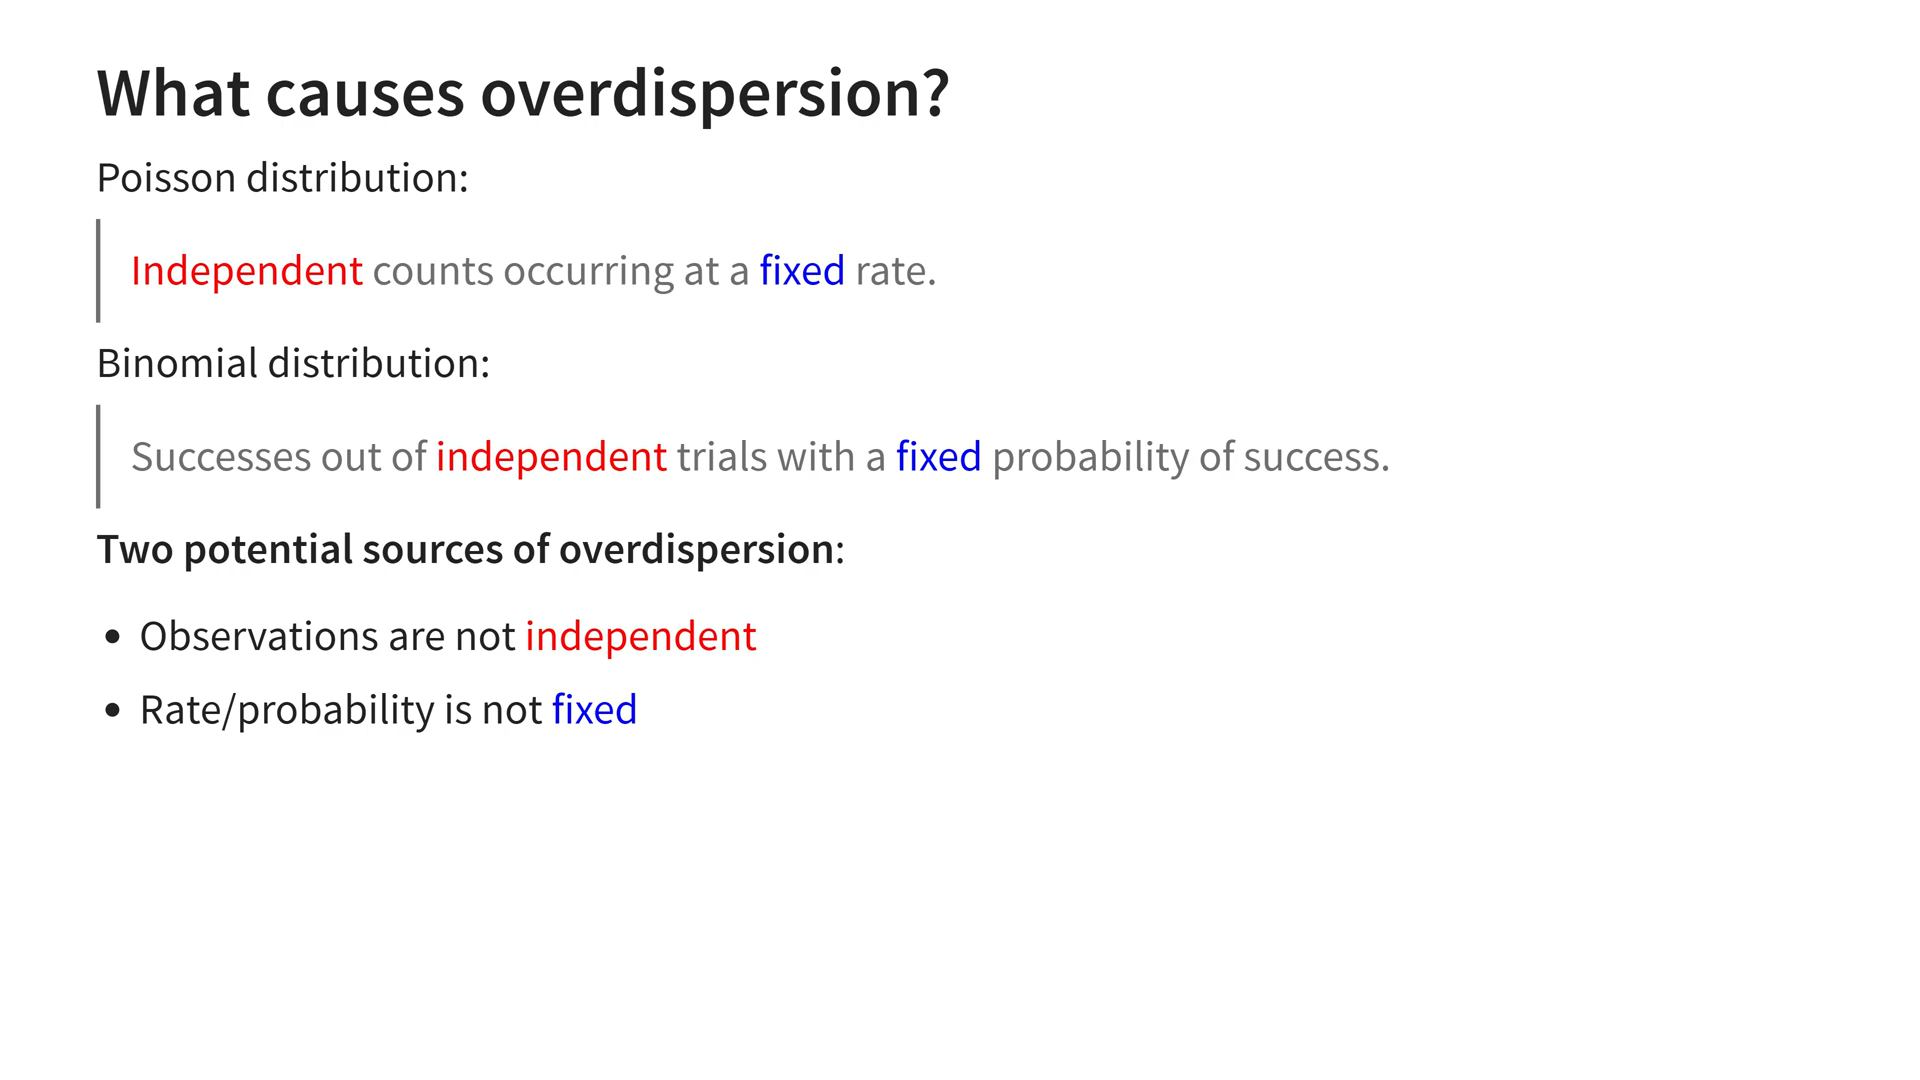 What causes overdispersion?
Poisson distribution:
Independent counts occurring at a fixed rate.
Binomial distribution:
Successes out of independent trials with a fixed probability of success.
Two potential sources of overdispersion:
• Observations are not independent
• Rate/probability is not fixed